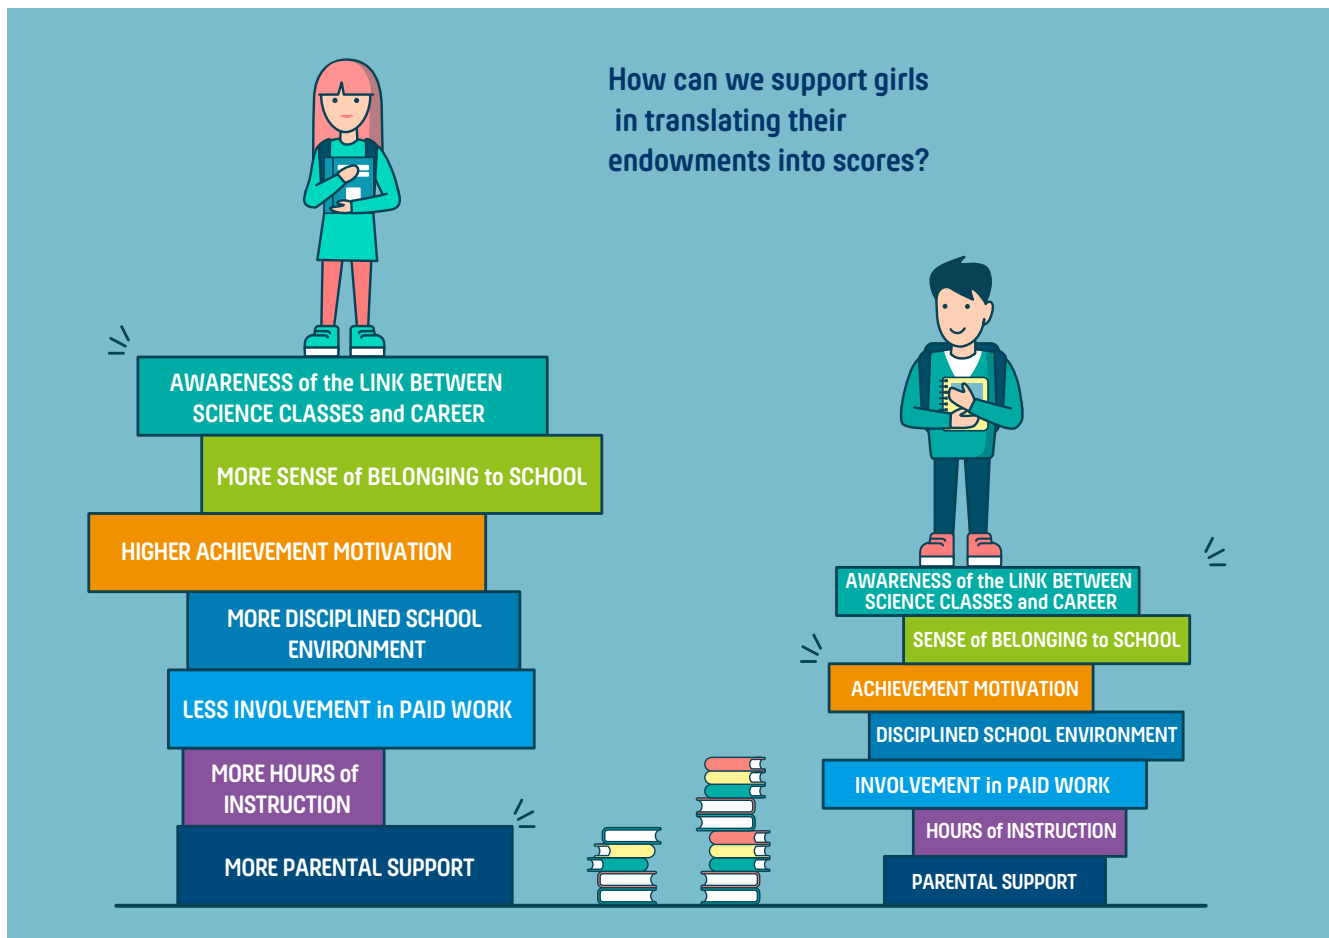 How can we support girls
in translating their
endowments into scores?
AWARENESS of the LINK BETWEEN
SCIENCE CLASSES and CAREER
MORE SENSE of BELONGING to SCHOOL
HIGHER ACHIEVEMENT MOTIVATION
MORE DISCIPLINED SCHOOL
ENVIRONMENT
LESS INVOLVEMENT in PAID WORK
MORE HOURS of
INSTRUCTION
MORE PARENTAL SUPPORT
AWARENESS of the LINK BETWEEN
SCIENCE CLASSES and CAREER
SENSE of BELONGING to SCHOOL
ACHIEVEMENT MOTIVATION
DISCIPLINED SCHOOL ENVIRONMENT
INVOLVEMENT in PAID WORK
HOURS of INSTRUCTION
PARENTAL SUPPORT